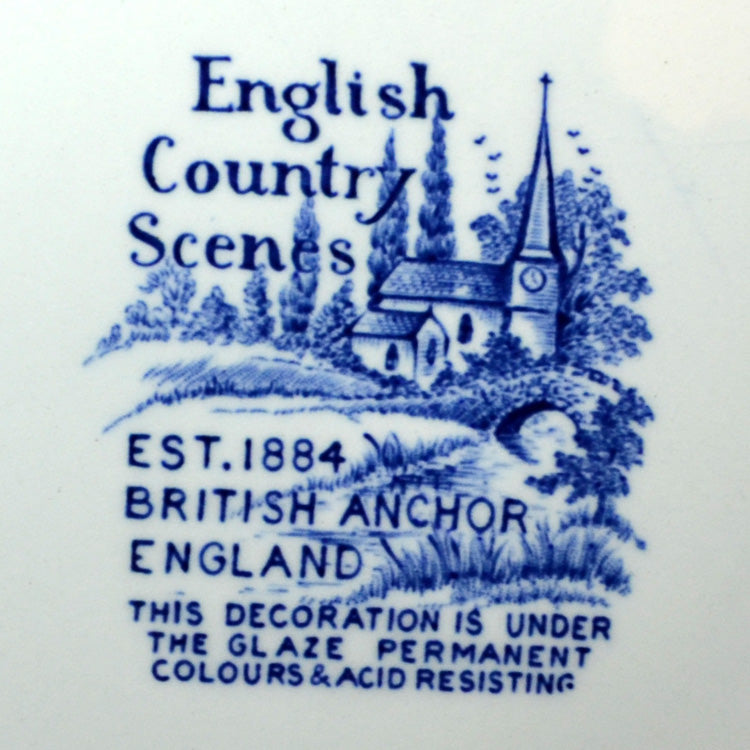 English
Country
Scenes
EST. 1884
BRITISH ANCHOR
ENGLAND
THIS DECORATION IS UNDER
THE GLAZE PERMANENT
COLOURS & ACID RESISTING